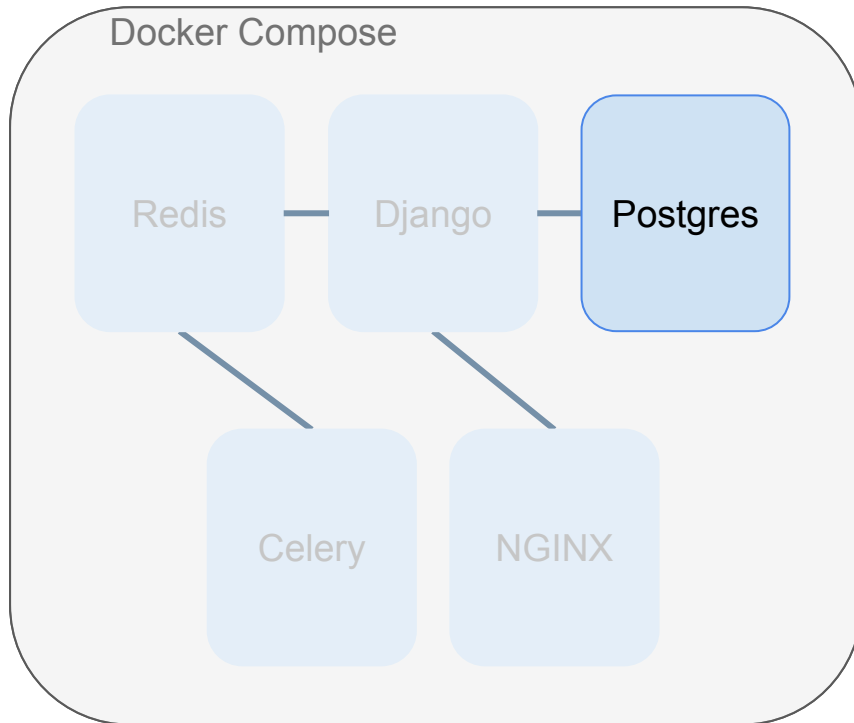 Docker Compose
Redis
Django
Postgres
Celery
NGINX